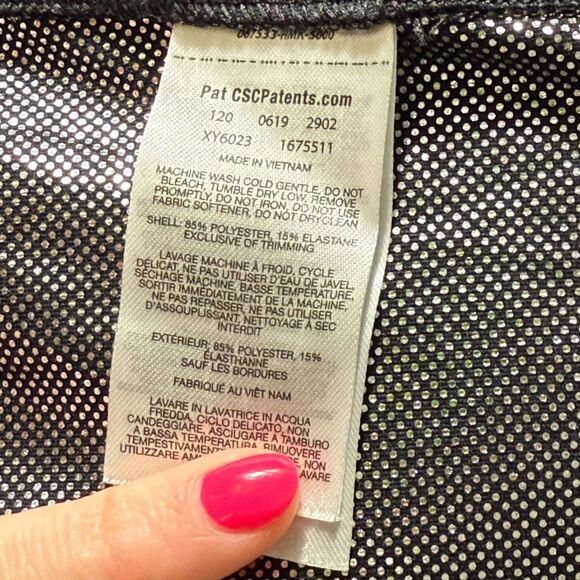 Pat CSCPatents.com
120 0619 2902
XY6023 1675511
MADE IN VIETNAM
MACHINE WASH COLD GENTLE, DO NOT
BLEACH, TUMBLE DRY LOW, REMOVE
PROMPTLY, DO NOT IRON, DO NOT USE
FABRIC SOFTENER, DO NOT DRYCLEAN
SHELL: 85% POLYESTER, 15% ELASTANE
EXCLUSIVE OF TRIMMING
LAVAGE MACHINE À FROID, CYCLE
DÉLICAT, NE PAS UTILISER D'EAU DE JAVEL,
SÉCHAGE MACHINE, BASSE TEMPÉRATURE,
SORTIR IMMÉDIATEMENT DE LA MACHINE,
NE PAS REPASSER, NE PAS UTILISER
D'ASSOUPLISSANT, NETTOYAGE À SEC
INTERDIT
EXTÉRIEUR: 85% POLYESTER, 15%
ÉLASTHANNE
SAUF LES BORDURES
FABRIQUÉ AU VIÊT NAM
LAVARE IN LAVATRICE IN ACQUA
FREDDA, CICLO DELICATO, NON
CANDEGGIARE, ASCIUGARE A TAMBURO
A BASSA TEMPERATURA, RIMUOVERE
TEMPESTIVAMENTE NON
UTILIZZARE LAVARE